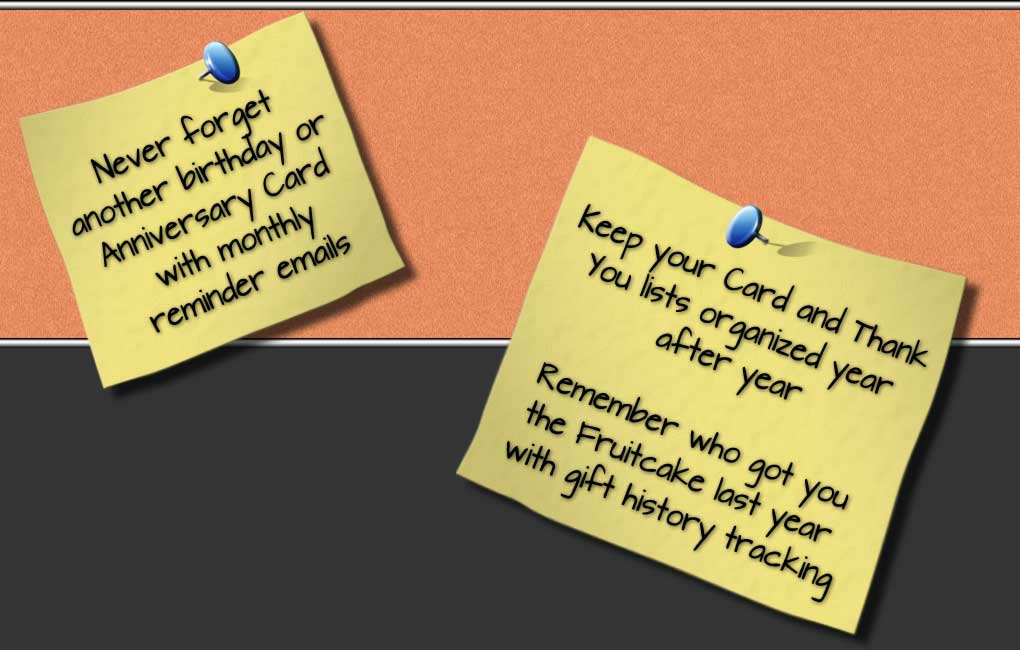 Never forget
another birthday or
Anniversary Card
with monthly
reminder emails
Keep your Card and Thank
You lists organized year
after year
Remember who got you
the Fruitcake last year
with gift history tracking